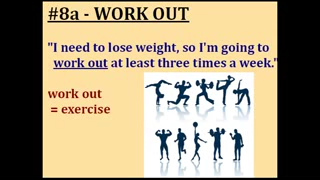 #8a - WORK OUT
"I need to lose weight, so I'm going to
work out at least three times a week."
work out
= exercise